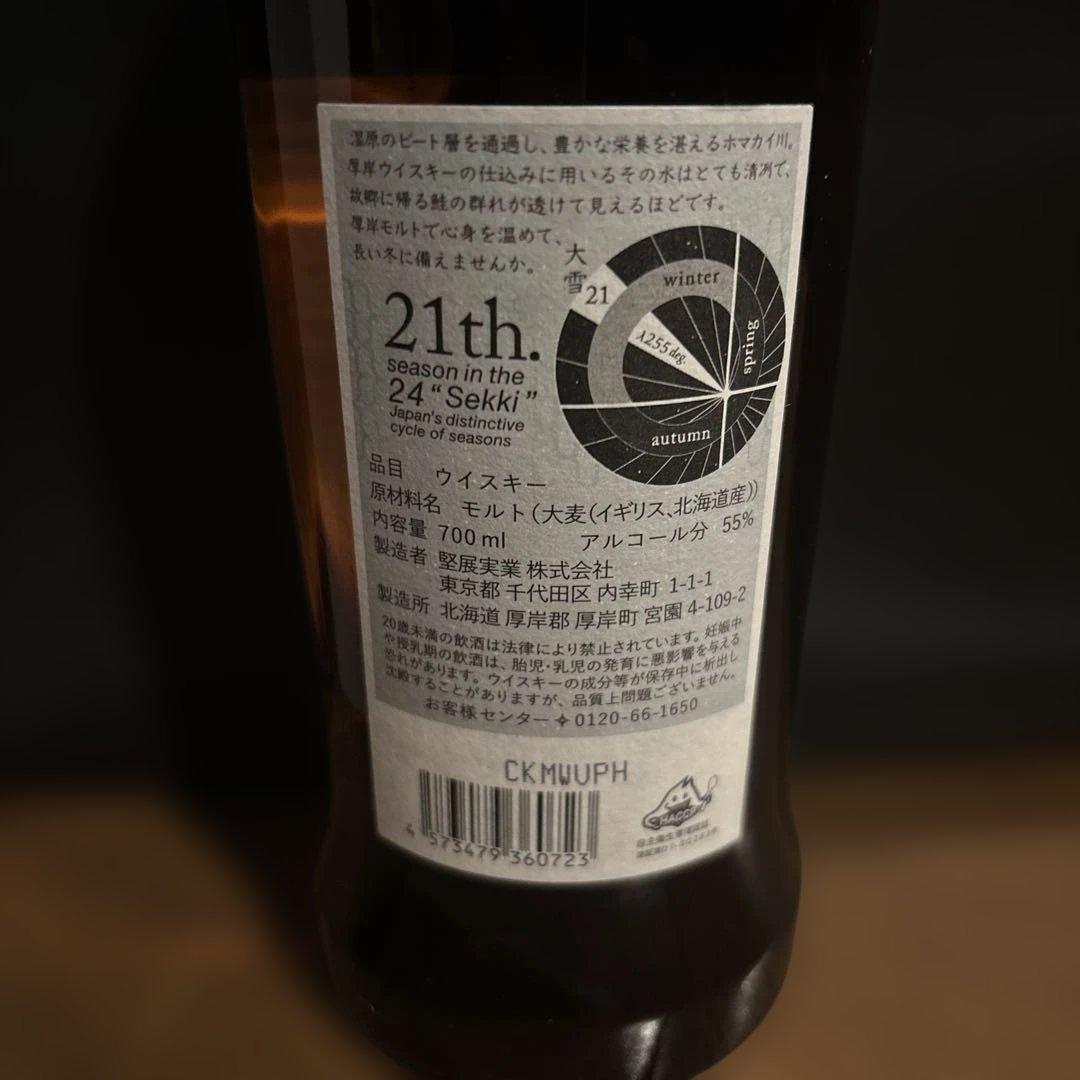 湿原のピート層を通過し、豊かな栄養を湛えるホマカイ川。
厚岸ウイスキーの仕込みに用いるその水はとても清冽で、
故郷に帰る鮭の群れが透けて見えるほどです。
厚岸モルトで心身を温めて、
長い冬に備えませんか。
大雪
21
winter
λ255 deg.
spring
autumn
21th.
season in the
24 “Sekki”
Japan's distinctive
cycle of seasons
品目 ウイスキー
原材料名 モルト(大麦(イギリス、北海道産))
内容量 700 ml アルコール分 55%
製造者 堅展実業 株式会社
東京都 千代田区 内幸町 1-1-1
製造所 北海道 厚岸郡 厚岸町 宮園 4-109-2
20歳未満の飲酒は法律により禁止されています。妊娠中
や授乳期の飲酒は、胎児・乳児の発育に悪影響を与える
恐れがあります。ウイスキーの成分等が保存中に析出し
沈殿することがありますが、品質上問題ございません。
お客様センター 0120-66-1650
CKMWUPH
4 573479 360723
HACCP
自主衛生管理認証